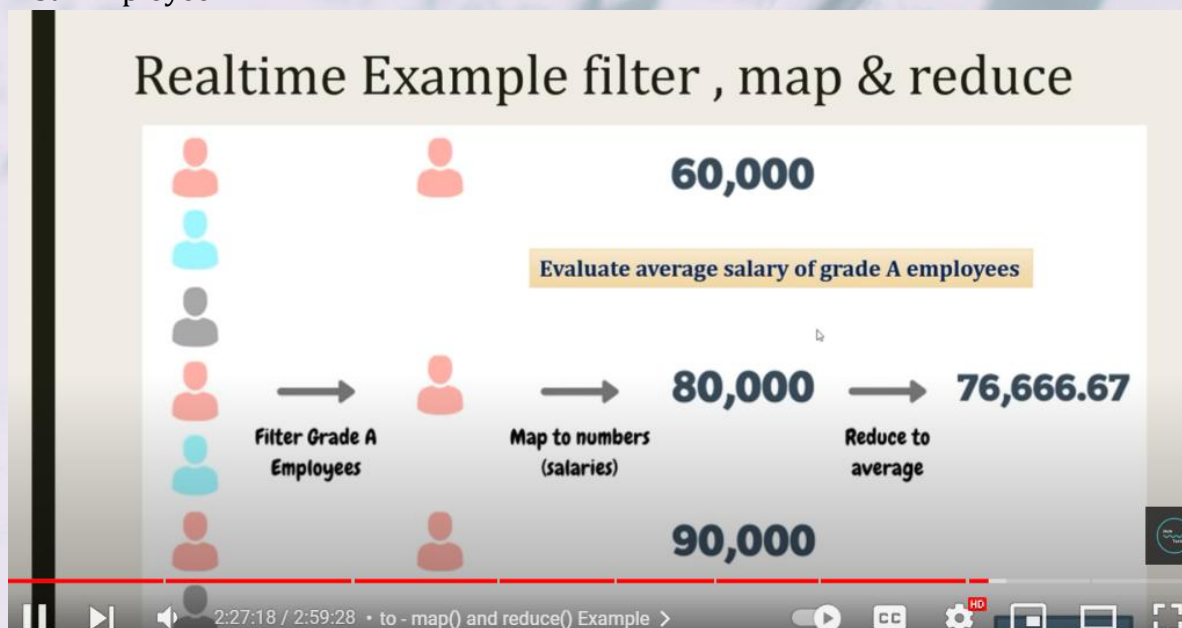 Realtime Example filter , map & reduce
60,000
Evaluate average salary of grade A employees
80,000
76,666.67
Filter Grade A
Employees
Map to numbers
(salaries)
Reduce to
average
90,000
2:27:18 / 2:59:28 • to - map() and reduce() Example >
HD
CC